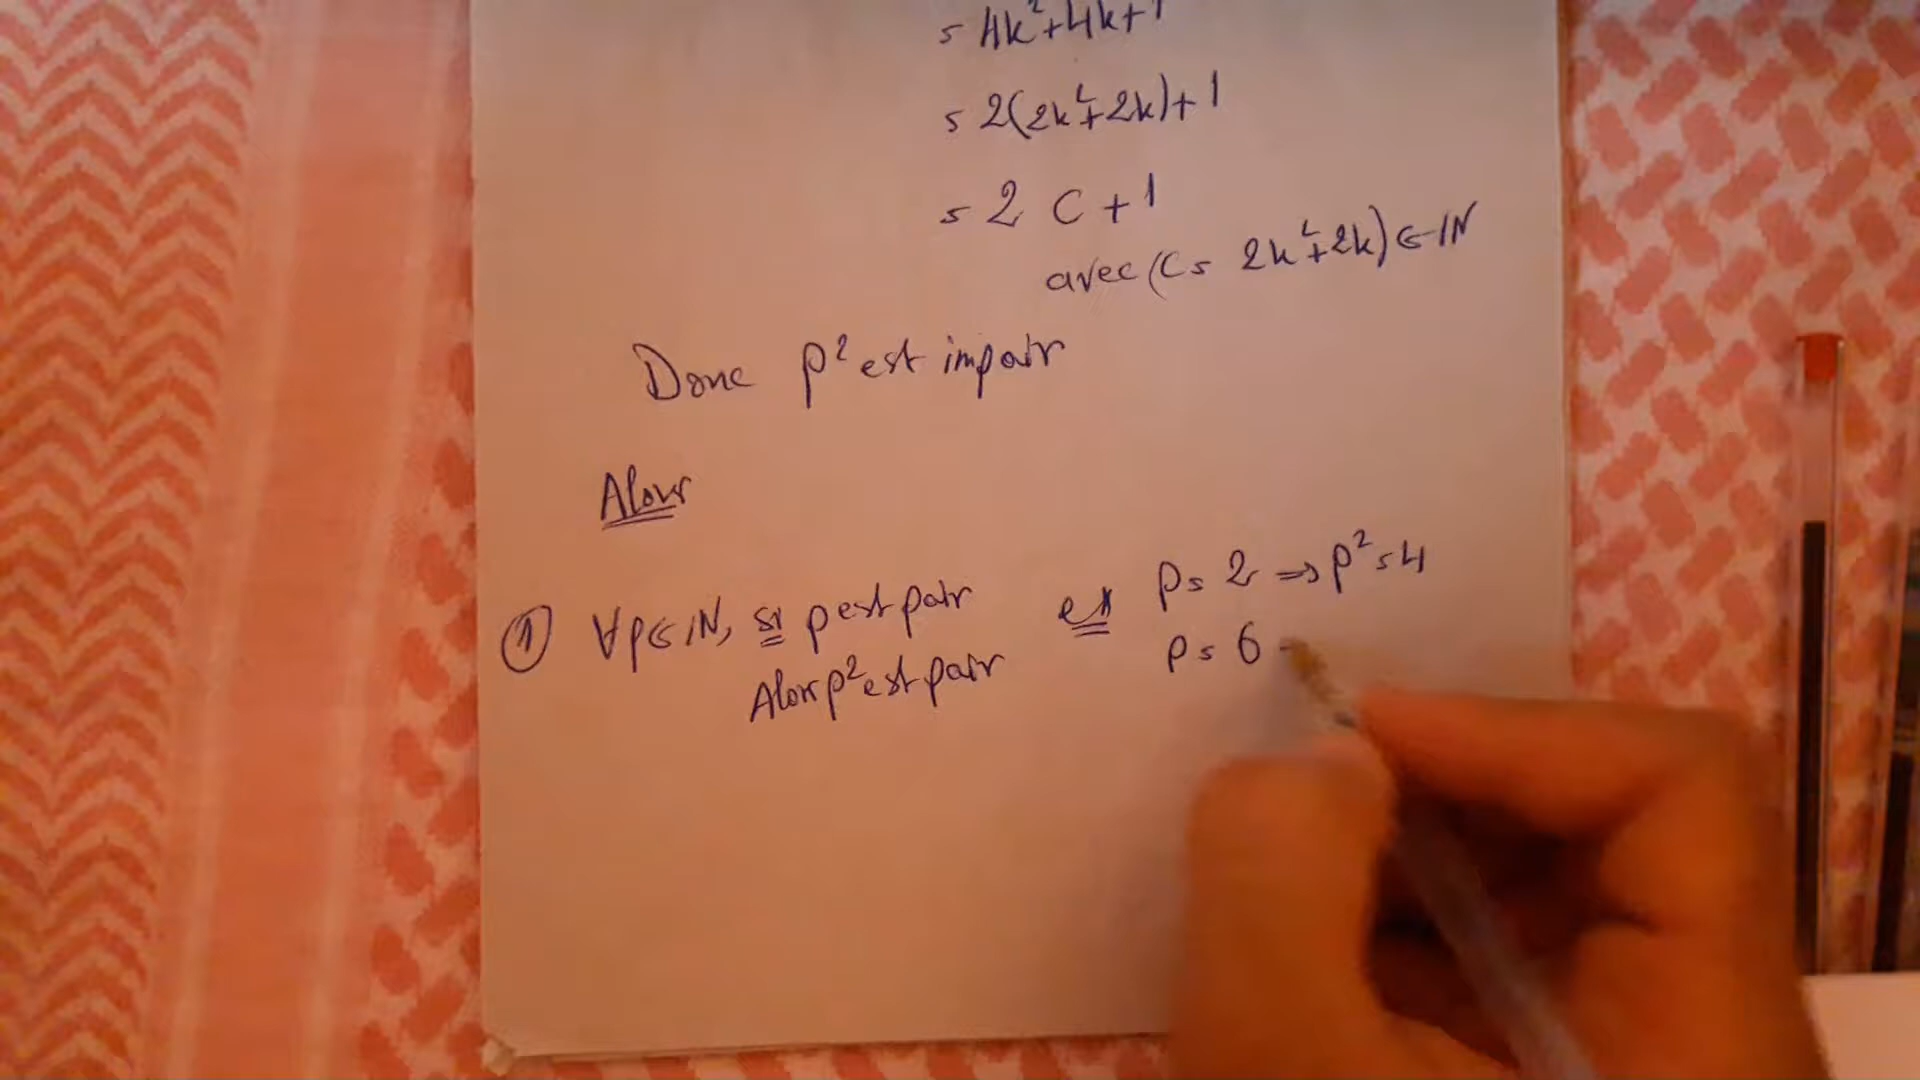 = 4k²+4k+1
= 2(2k²+2k)+1
= 2 C + 1
avec (C = 2k²+2k) ∈ IN
Donc p² est impair
Alors
① ∀p∈IN, si p est pair
Alors p² est pair
ex p = 2 ⇒ p² = 4
p = 6